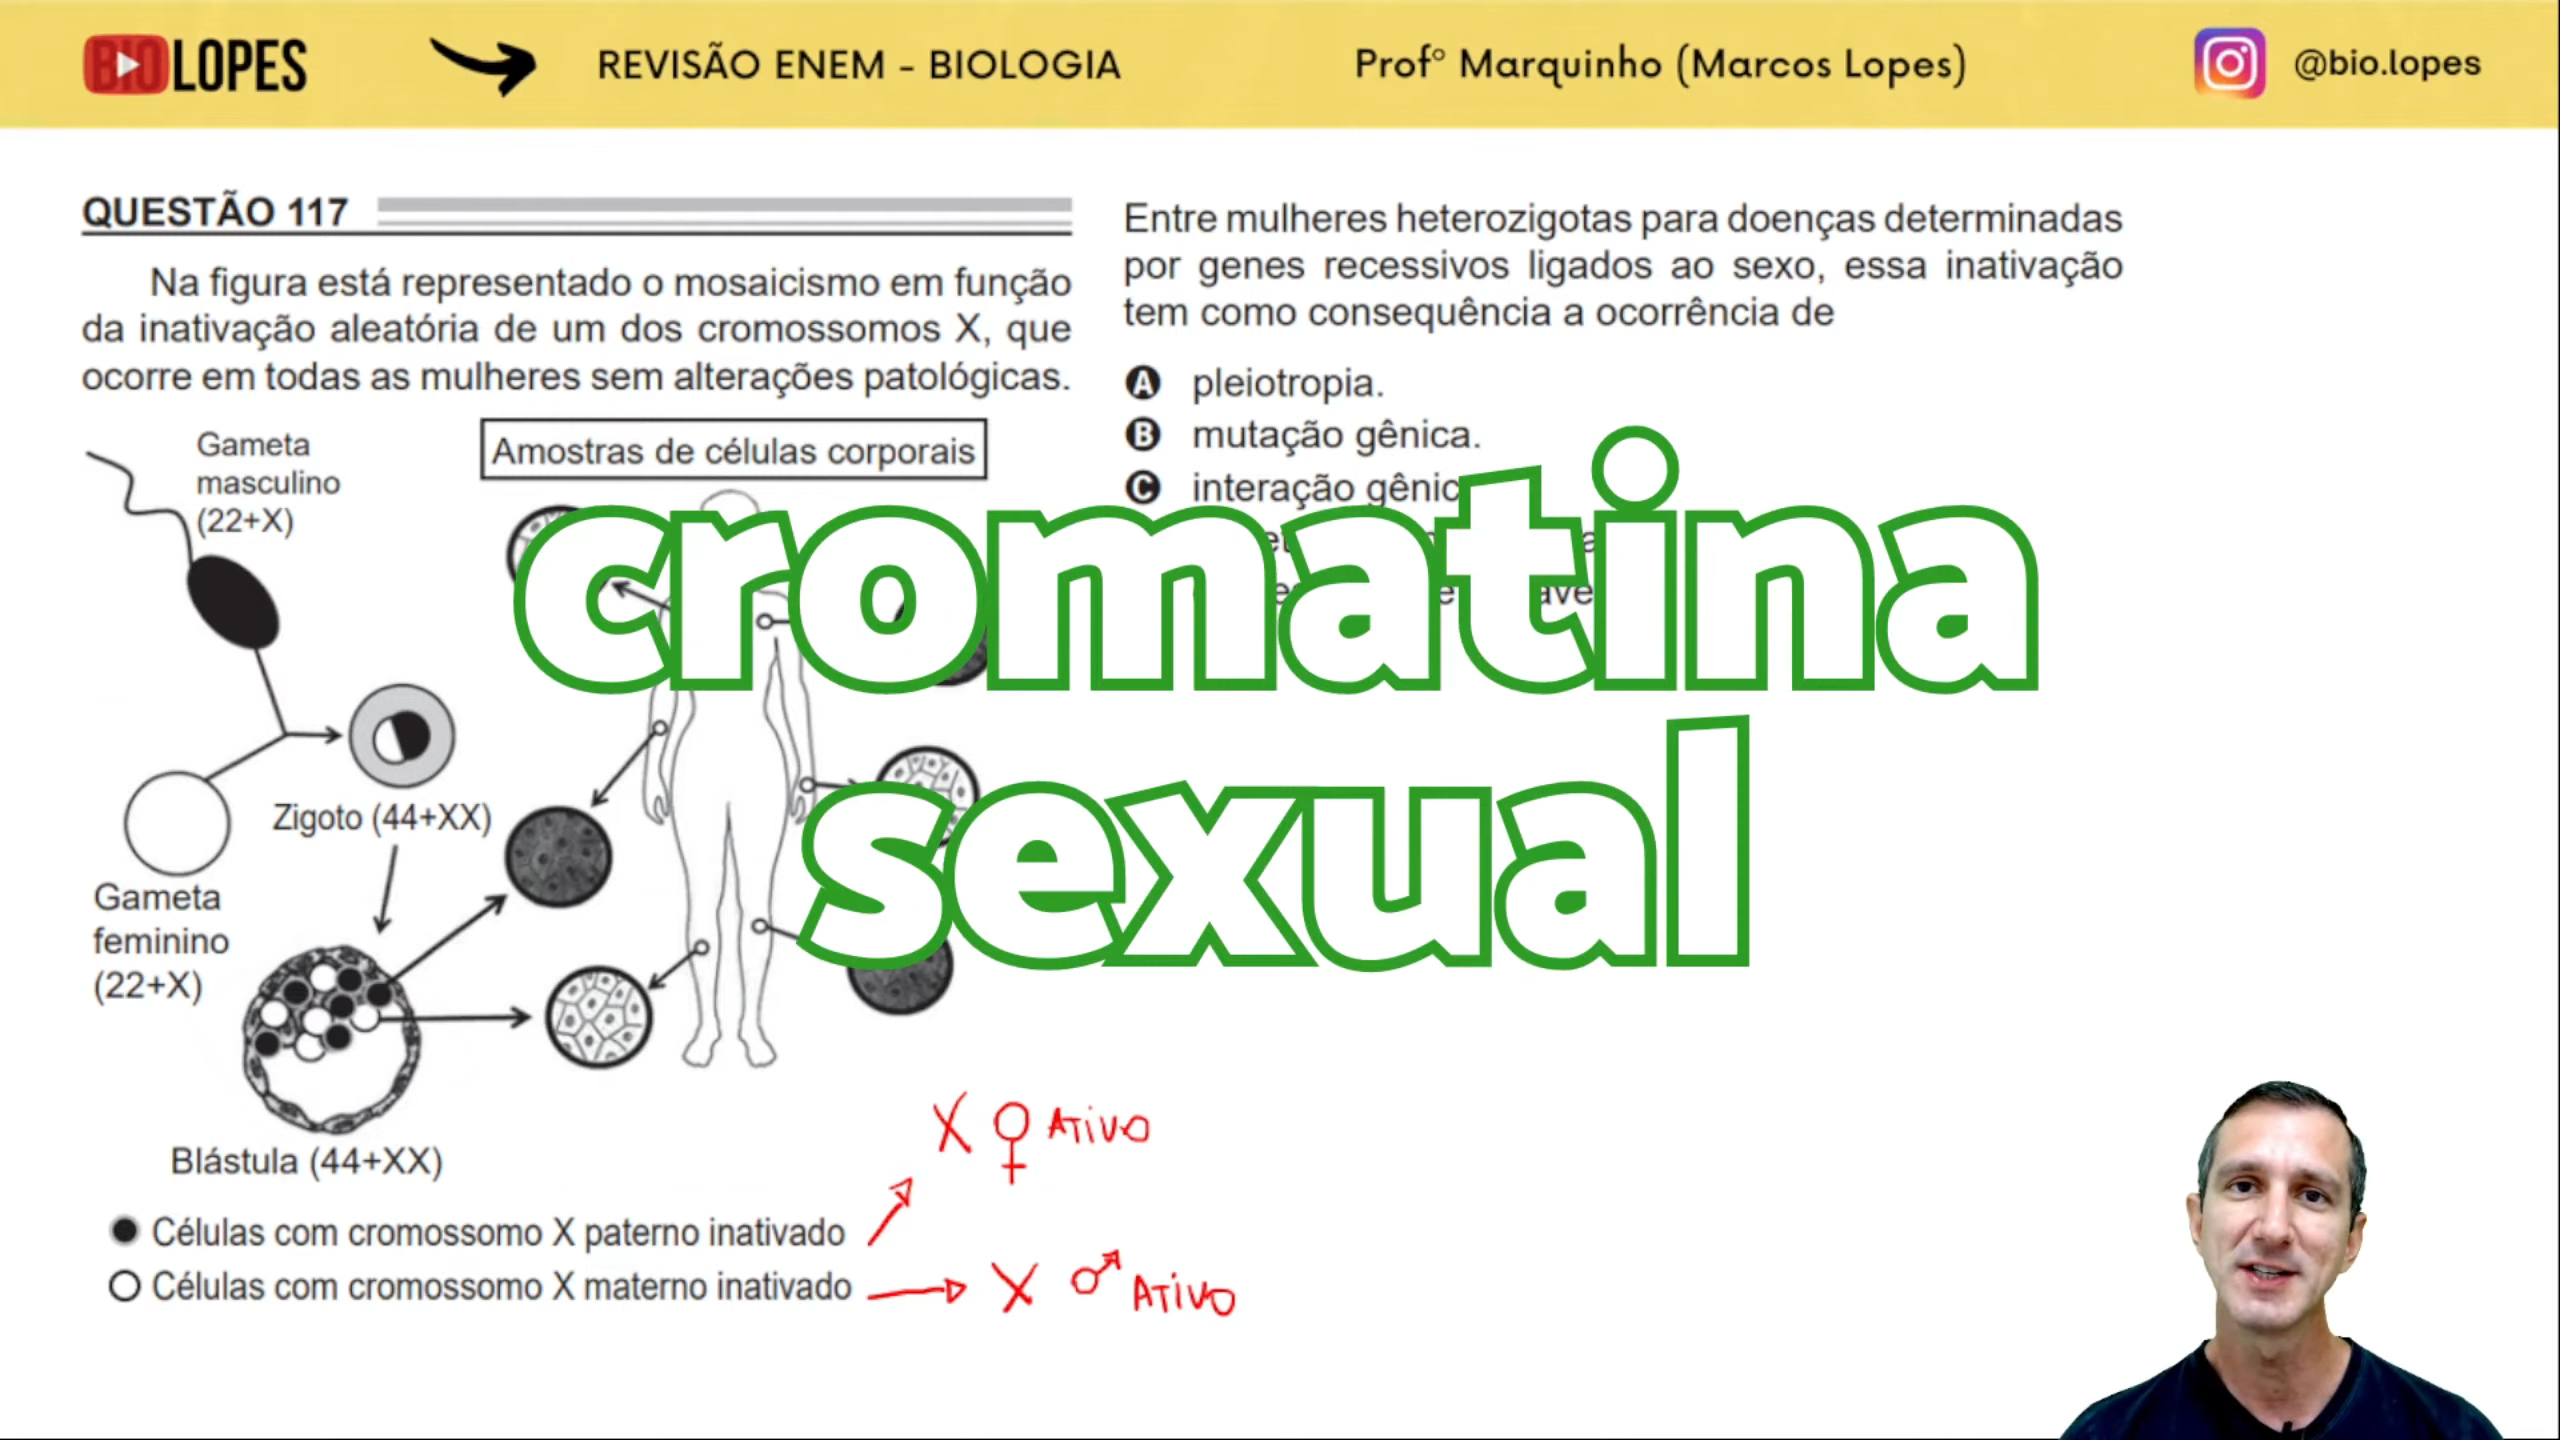 BIOLOPES
REVISÃO ENEM - BIOLOGIA
Profº Marquinho (Marcos Lopes)
@bio.lopes
QUESTÃO 117
Na figura está representado o mosaicismo em função
da inativação aleatória de um dos cromossomos X, que
ocorre em todas as mulheres sem alterações patológicas.
Gameta
masculino
(22+X)
Amostras de células corporais
Zigoto (44+XX)
Gameta
feminino
(22+X)
Blástula (44+XX)
Células com cromossomo X paterno inativado
Células com cromossomo X materno inativado
X ♀ ATIVO
X ♂ ATIVO
Entre mulheres heterozigotas para doenças determinadas
por genes recessivos ligados ao sexo, essa inativação
tem como consequência a ocorrência de
A pleiotropia.
B mutação gênica.
C interação
cromatina
sexual